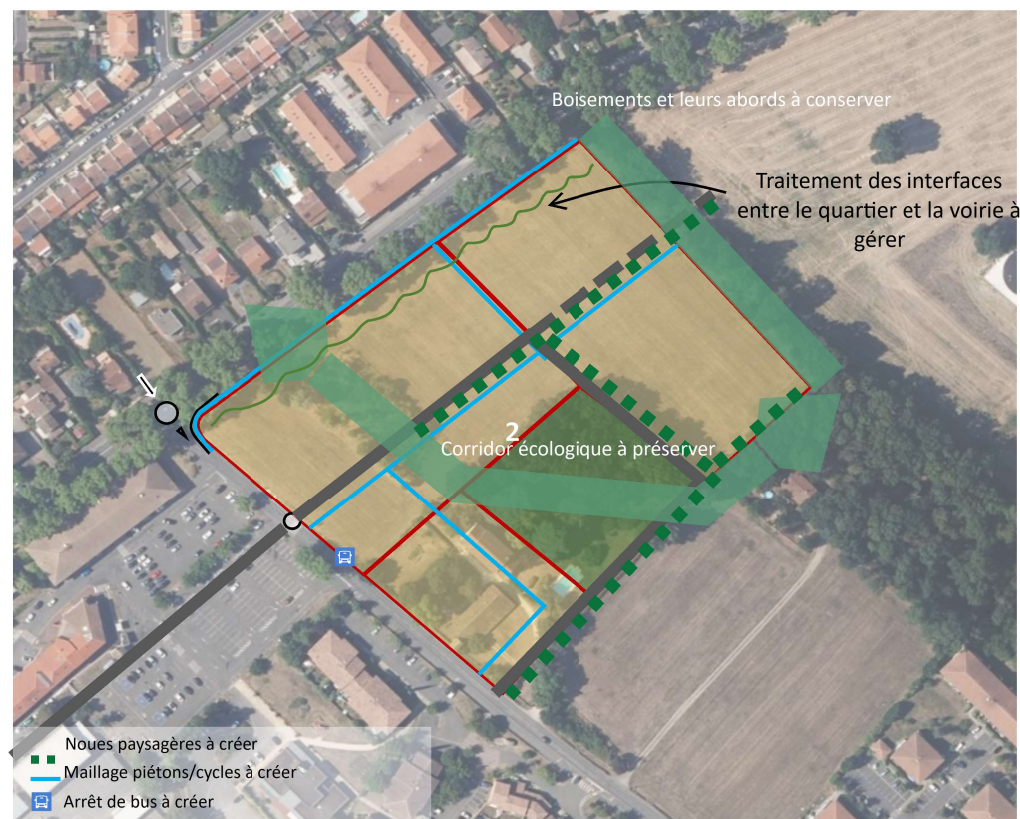 Boisements et leurs abords à conserver
Traitement des interfaces
entre le quartier et la voirie à
gérer
2
Corridor écologique à préserver
Noues paysagères à créer
Maillage piétons/cycles à créer
Arrêt de bus à créer